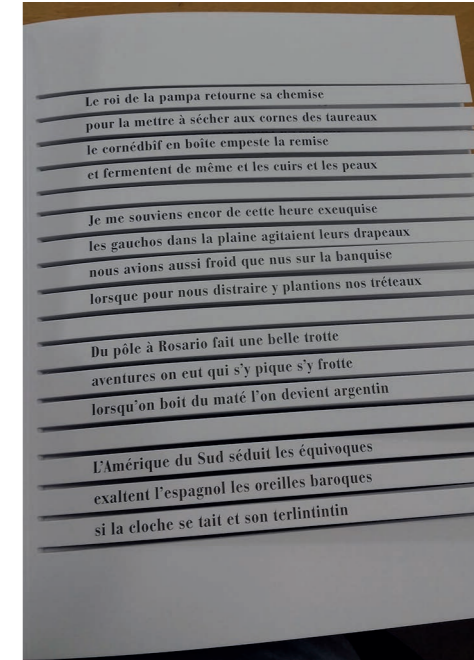 Le roi de la pampa retourne sa chemise
pour la mettre à sécher aux cornes des taureaux
le cornédbîf en boîte empeste la remise
et fermentent de même et les cuirs et les peaux
Je me souviens encor de cette heure exeuquise
les gauchos dans la plaine agitaient leurs drapeaux
nous avions aussi froid que nus sur la banquise
lorsque pour nous distraire y plantions nos tréteaux
Du pôle à Rosario fait une belle trotte
aventures on eut qui s'y pique s'y frotte
lorsqu'on boit du maté l'on devient argentin
L'Amérique du Sud séduit les équivoques
exaltent l'espagnol les oreilles baroques
si la cloche se tait et son terlintintin